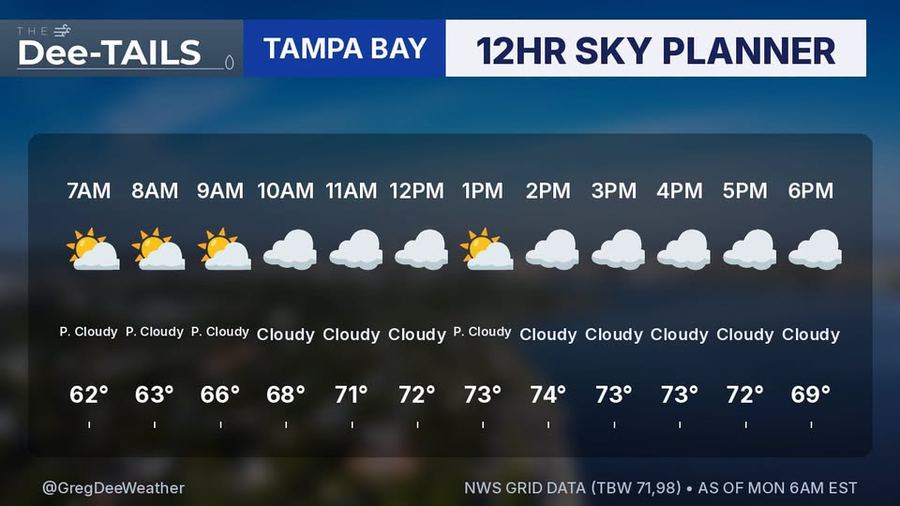 THE
Dee-TAILS
TAMPA BAY
12HR SKY PLANNER
7AM 8AM 9AM 10AM 11AM 12PM 1PM 2PM 3PM 4PM 5PM 6PM
P. Cloudy P. Cloudy P. Cloudy Cloudy Cloudy Cloudy P. Cloudy Cloudy Cloudy Cloudy Cloudy Cloudy
62° 63° 66° 68° 71° 72° 73° 74° 73° 73° 72° 69°
@GregDeeWeather
NWS GRID DATA (TBW 71,98) • AS OF MON 6AM EST